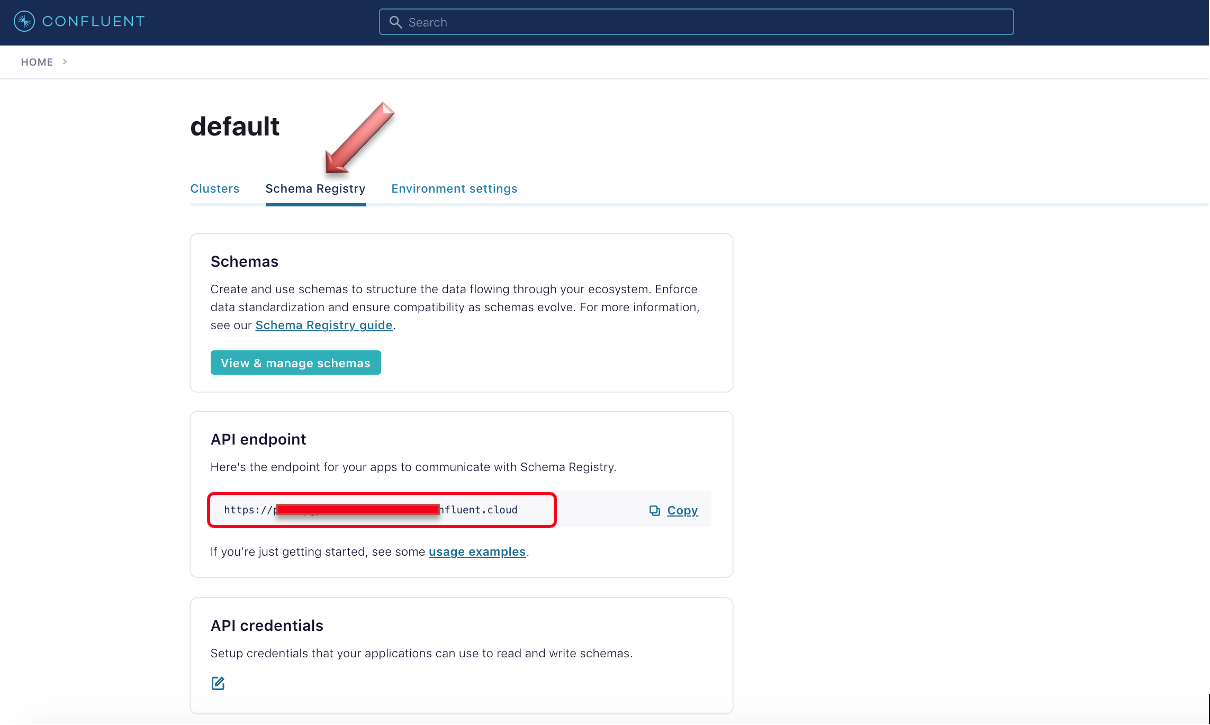 CONFLUENT
Search
HOME >
default
Clusters Schema Registry Environment settings
Schemas
Create and use schemas to structure the data flowing through your ecosystem. Enforce
data standardization and ensure compatibility as schemas evolve. For more information,
see our Schema Registry guide.
View & manage schemas
API endpoint
Here's the endpoint for your apps to communicate with Schema Registry.
https://p nfluent.cloud Copy
If you're just getting started, see some usage examples.
API credentials
Setup credentials that your applications can use to read and write schemas.